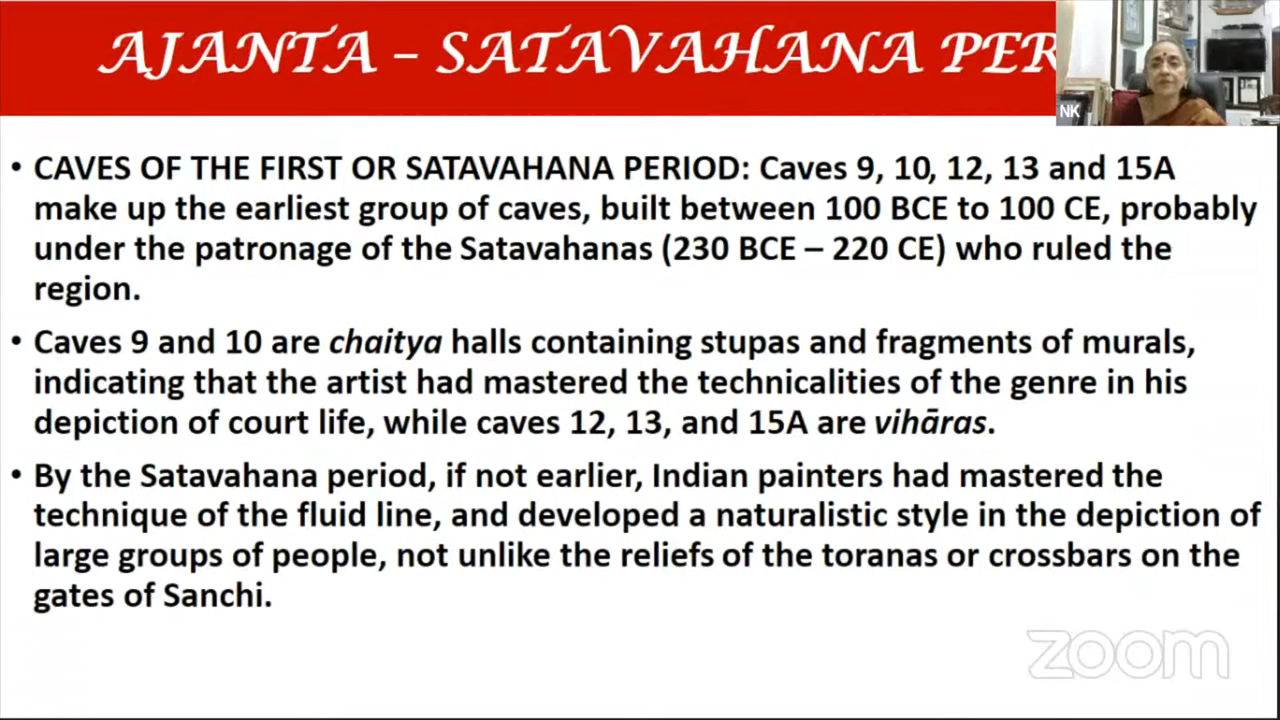 AJANTA – SATAVAHANA PER
NK
• CAVES OF THE FIRST OR SATAVAHANA PERIOD: Caves 9, 10, 12, 13 and 15A
make up the earliest group of caves, built between 100 BCE to 100 CE, probably
under the patronage of the Satavahanas (230 BCE – 220 CE) who ruled the
region.
• Caves 9 and 10 are chaitya halls containing stupas and fragments of murals,
indicating that the artist had mastered the technicalities of the genre in his
depiction of court life, while caves 12, 13, and 15A are vihāras.
• By the Satavahana period, if not earlier, Indian painters had mastered the
technique of the fluid line, and developed a naturalistic style in the depiction of
large groups of people, not unlike the reliefs of the toranas or crossbars on the
gates of Sanchi.
zoom